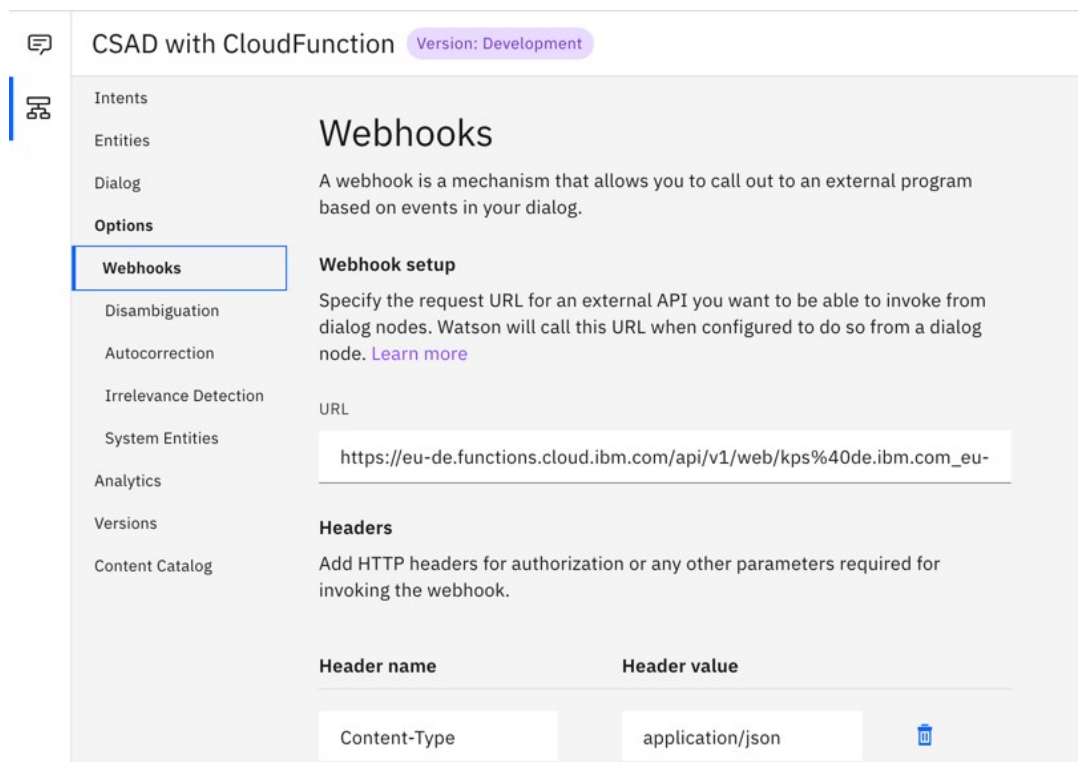 CSAD with CloudFunction Version: Development
Intents
Entities
Dialog
Options
Webhooks
Disambiguation
Autocorrection
Irrelevance Detection
System Entities
Analytics
Versions
Content Catalog
Webhooks
A webhook is a mechanism that allows you to call out to an external program
based on events in your dialog.
Webhook setup
Specify the request URL for an external API you want to be able to invoke from
dialog nodes. Watson will call this URL when configured to do so from a dialog
node. Learn more
URL
https://eu-de.functions.cloud.ibm.com/api/v1/web/kps%40de.ibm.com_eu-
Headers
Add HTTP headers for authorization or any other parameters required for
invoking the webhook.
Header name Header value
Content-Type application/json